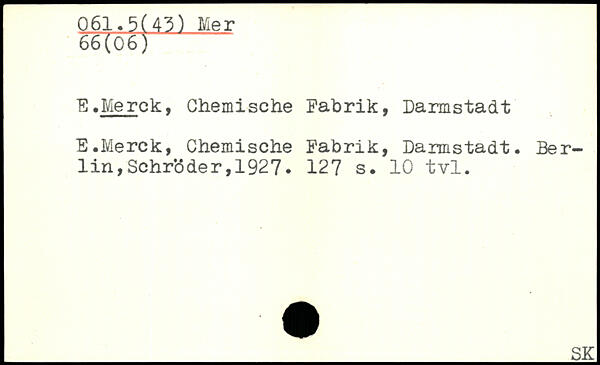 061.5(43) Mer
66(06)
E.Merck, Chemische Fabrik, Darmstadt
E.Merck, Chemische Fabrik, Darmstadt. Ber-
lin,Schröder,1927. 127 s. 10 tvl.
SK